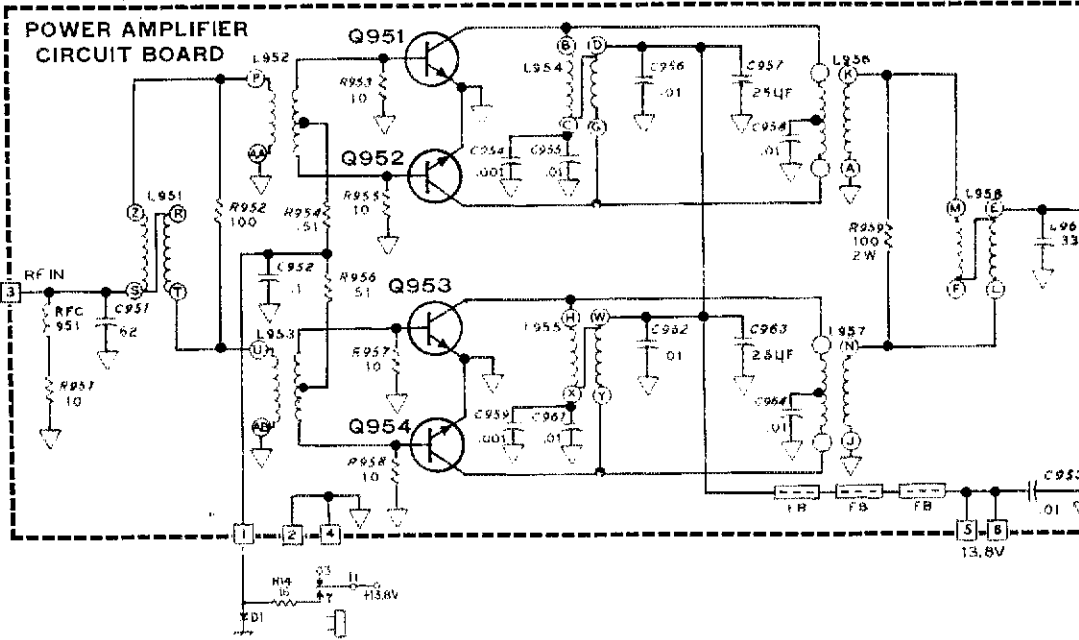 POWER AMPLIFIER
CIRCUIT BOARD
Q951
L952
P
R953
10
B
D
L954
C956
.01
C957
25UF
L956
K
C958
.01
C
G
A
AA
Q952
C954
.001
C955
.01
R955
10
L951
Z
R
R952
100
R954
.51
M
L958
E
R959
100
2W
33
RF IN
3
S
T
C952
.1
R956
.51
F
L
RFC
951
C951
62
L953
U
Q953
R957
10
L955
H
W
C962
.01
C963
25UF
L957
N
R951
10
X
Y
C959
.001
C961
.01
C964
.01
AB
J
Q954
R958
10
FB
FB
FB
.01
1
2
4
5
6
13.8V
R14
16
+13.8V
D1